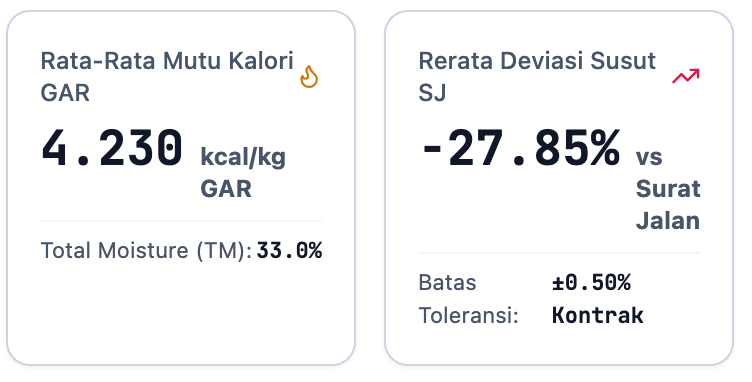 Rata-Rata Mutu Kalori
GAR
4.230 kcal/kg
GAR
Total Moisture (TM): 33.0%
Rerata Deviasi Susut
SJ
-27.85% vs
Surat
Jalan
Batas
Toleransi:
±0.50%
Kontrak